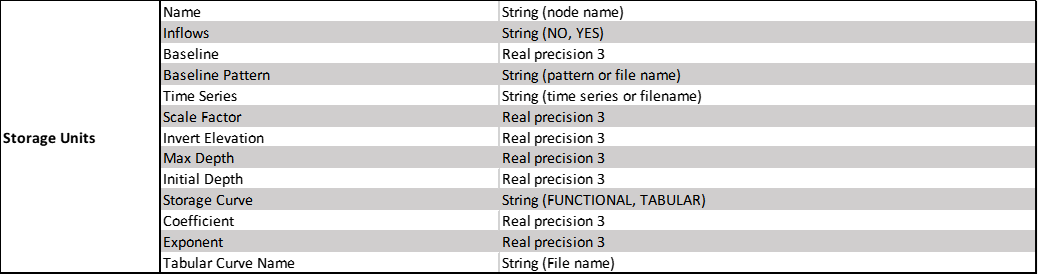 Name String (node name)
Inflows String (NO, YES)
Baseline Real precision 3
Baseline Pattern String (pattern or file name)
Time Series String (time series or filename)
Scale Factor Real precision 3
Storage Units Invert Elevation Real precision 3
Max Depth Real precision 3
Initial Depth Real precision 3
Storage Curve String (FUNCTIONAL, TABULAR)
Coefficient Real precision 3
Exponent Real precision 3
Tabular Curve Name String (File name)